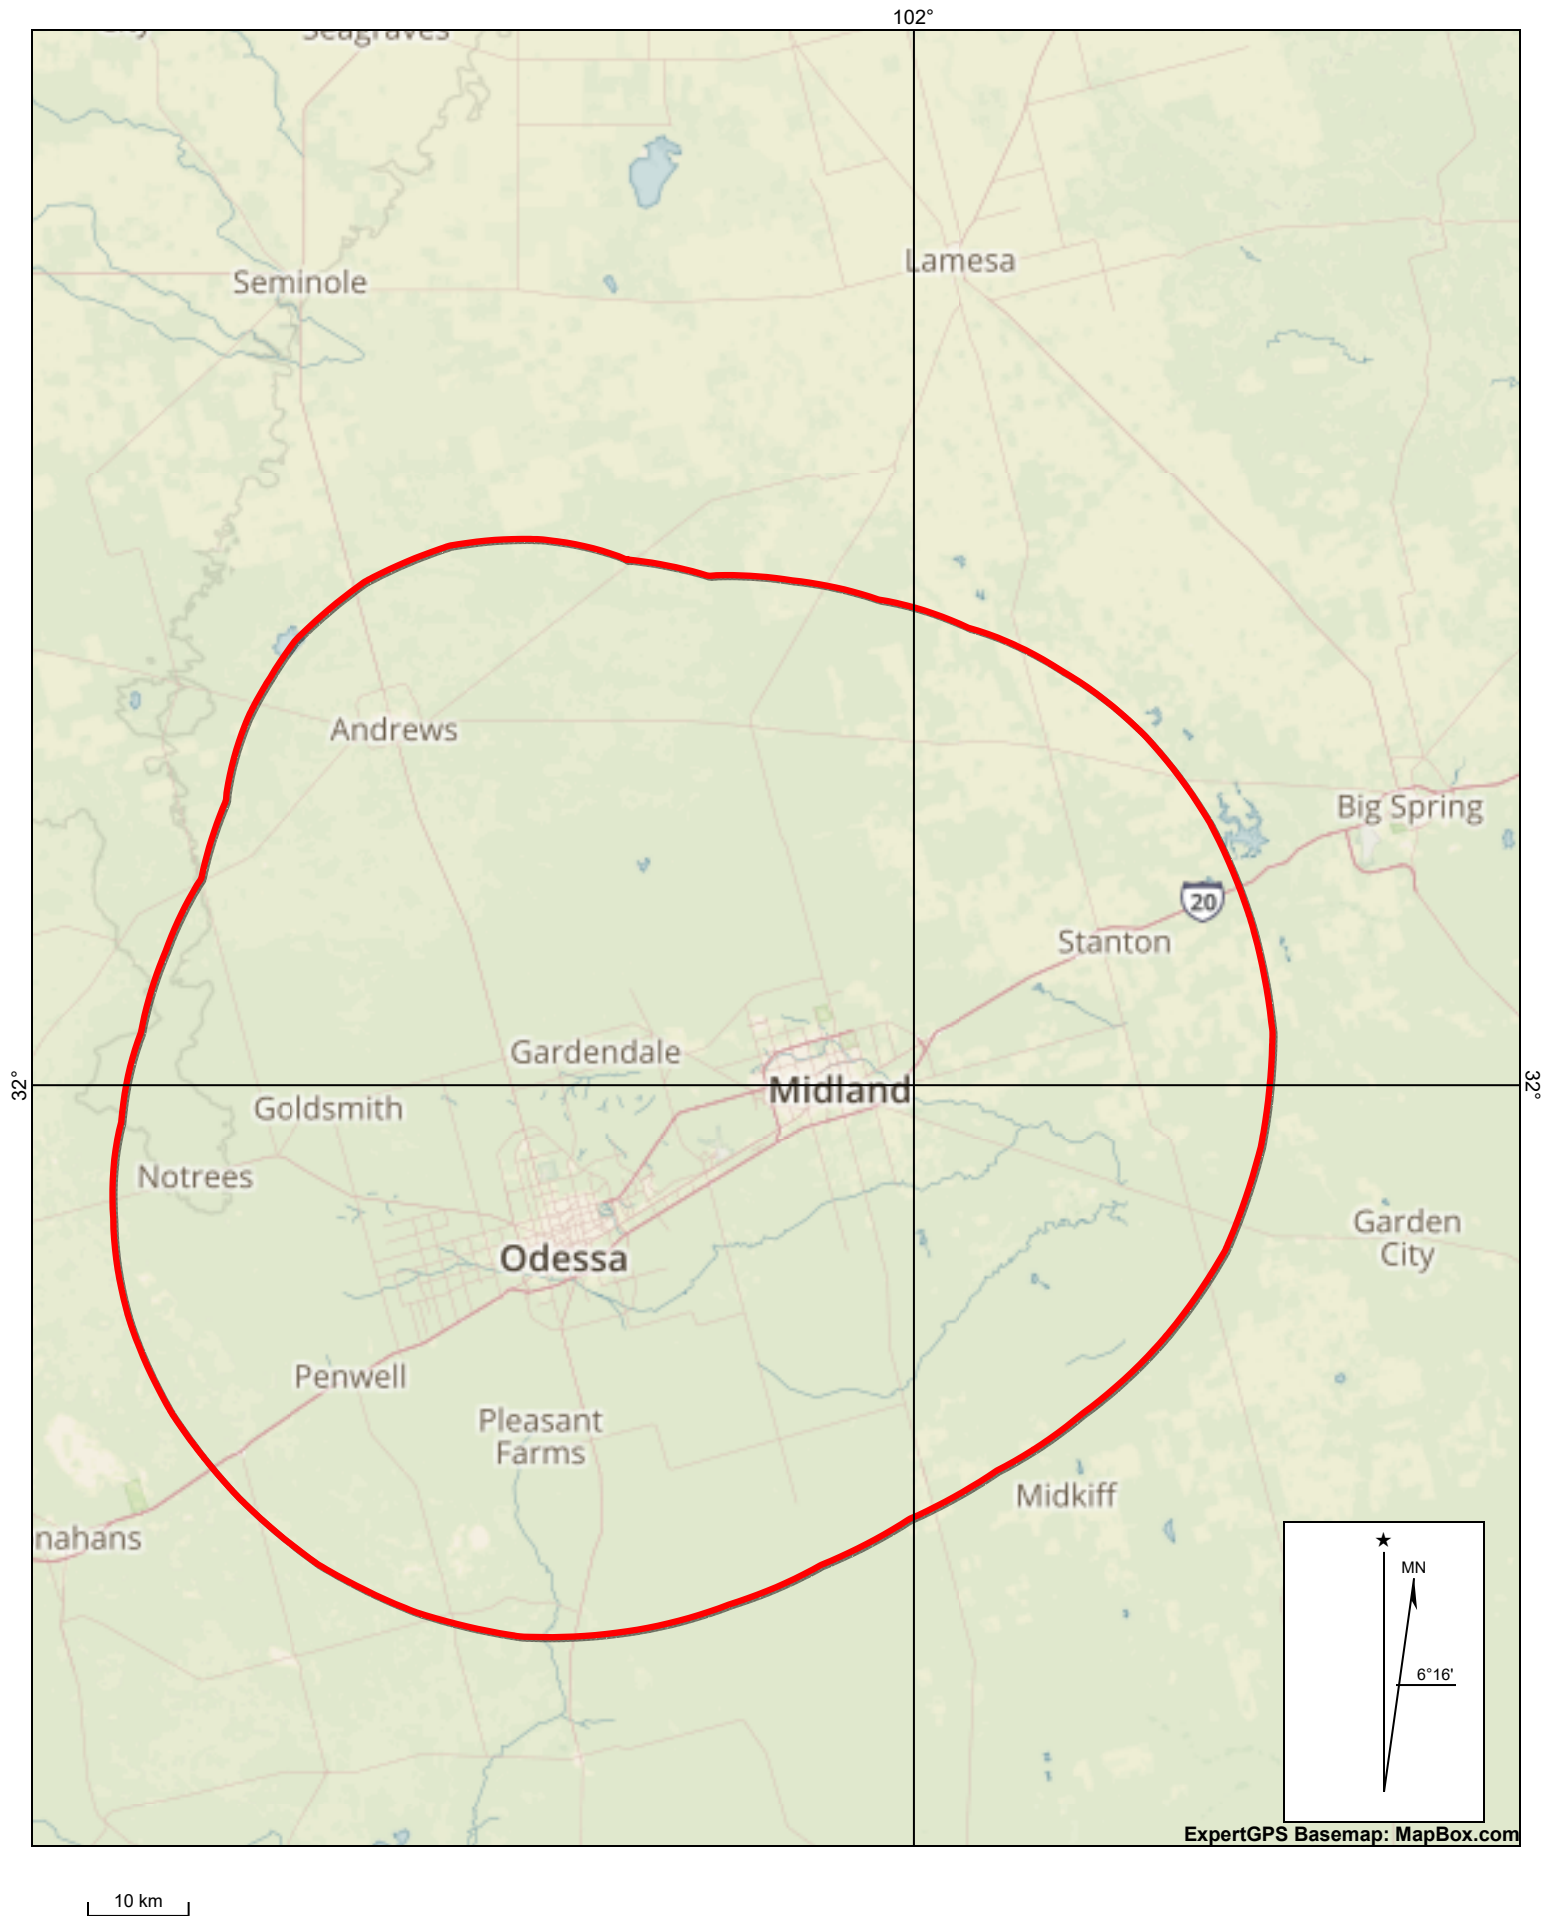 102°
Seagraves
Lamesa
Seminole
Andrews
Big Spring
20
Stanton
Gardendale
32°
32°
Midland
Goldsmith
Notrees
Garden
City
Odessa
Penwell
Pleasant
Farms
Midkiff
nahans
★
MN
6°16'
ExpertGPS Basemap: MapBox.com
10 km